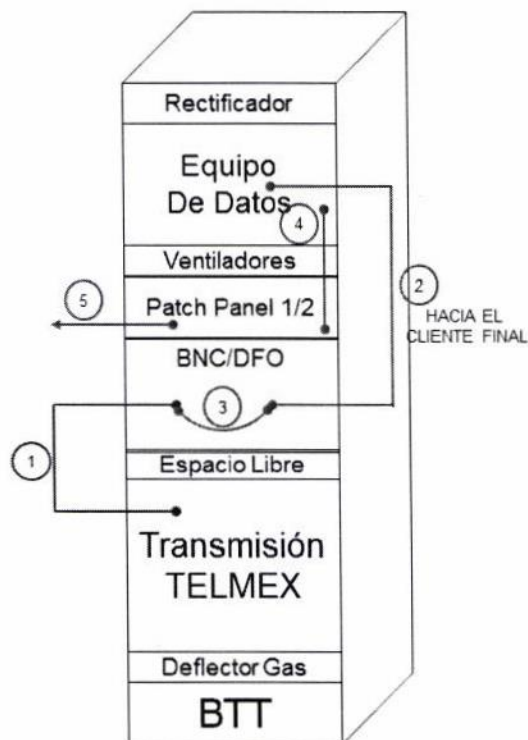 Rectificador
Equipo
De Datos
4
Ventiladores
5
Patch Panel 1/2
2
HACIA EL
CLIENTE FINAL
BNC/DFO
3
1
Espacio Libre
Transmisión
TELMEX
Deflector Gas
BTT